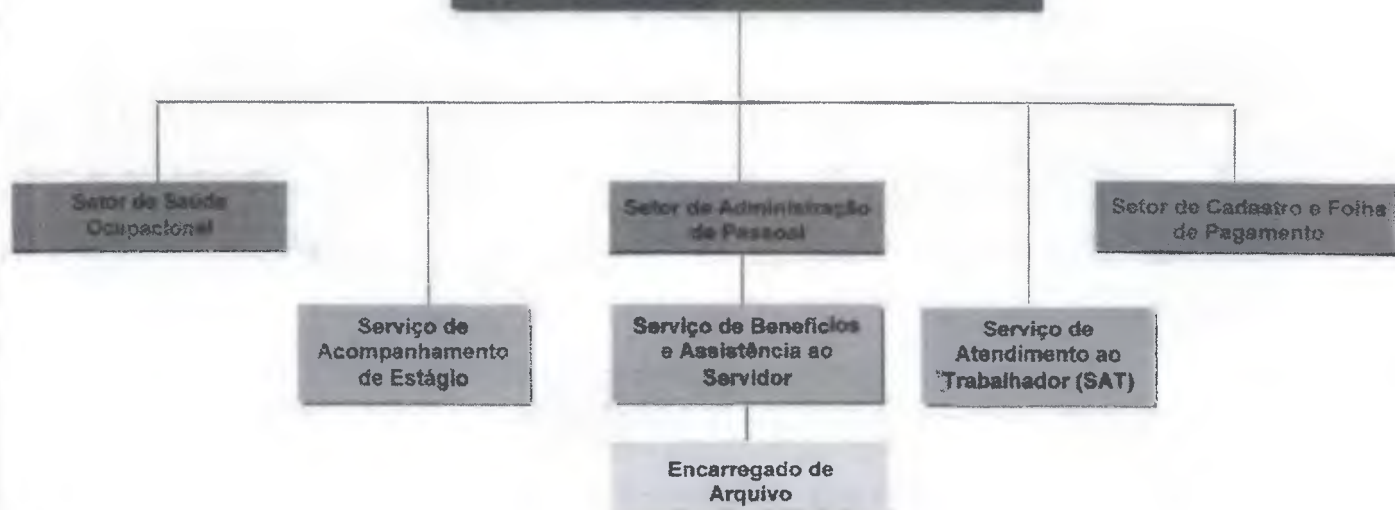 Setor de Saúde
Ocupacional
Setor de Administração
de Pessoal
Setor de Cadastro e Folha
de Pagamento
Serviço de
Acompanhamento
de Estágio
Serviço de Benefícios
e Assistência ao
Servidor
Serviço de
Atendimento ao
Trabalhador (SAT)
Encarregado de
Arquivo